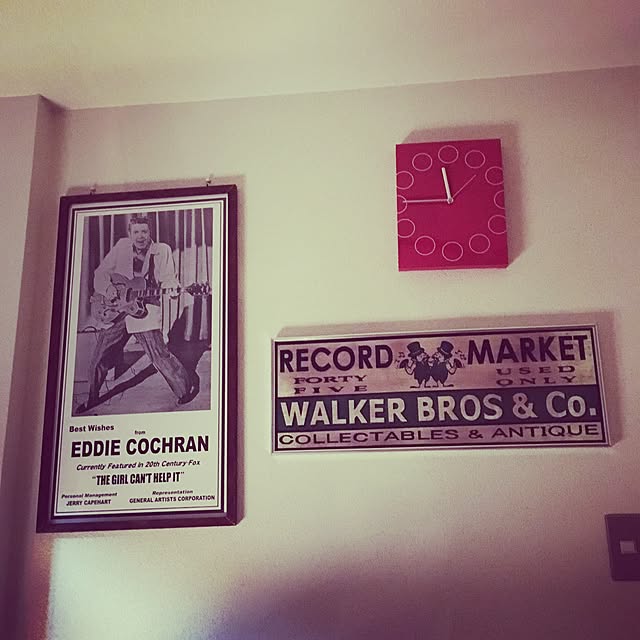 Best Wishes
from
EDDIE COCHRAN
Currently Featured in 20th Century Fox
"THE GIRL CAN'T HELP IT"
Personal Management
JERRY CAPEHART
Representation
GENERAL ARTISTS CORPORATION
RECORD MARKET
FORTY FIVE
USED ONLY
WALKER BROS & Co.
COLLECTABLES & ANTIQUE